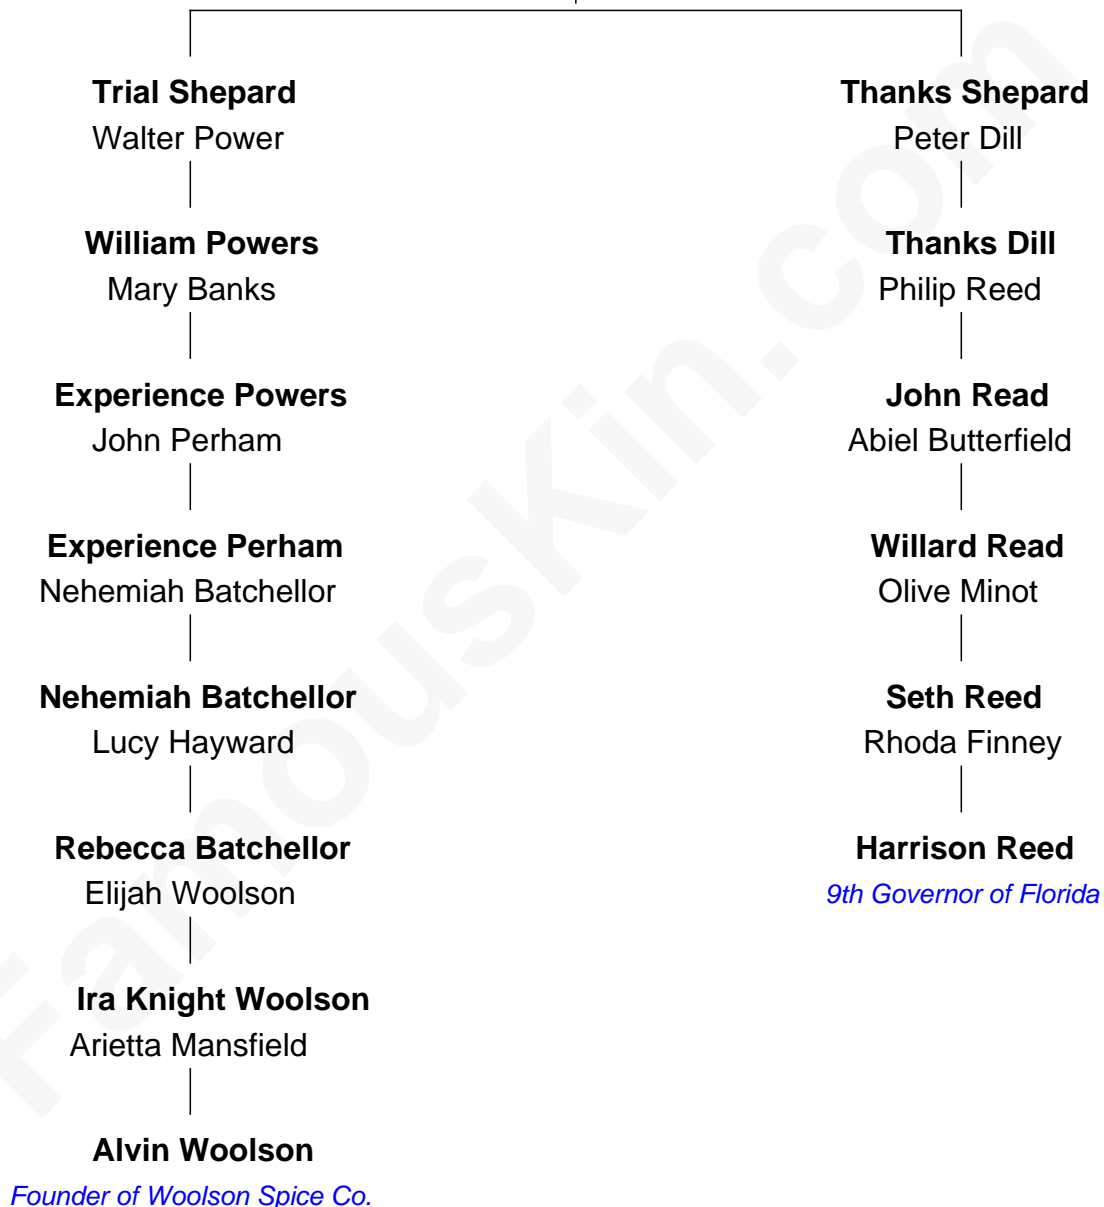 Trial Shepard
Walter Power
William Powers
Mary Banks
Experience Powers
John Perham
Experience Perham
Nehemiah Batchellor
Nehemiah Batchellor
Lucy Hayward
Rebecca Batchellor
Elijah Woolson
Ira Knight Woolson
Arietta Mansfield
Alvin Woolson
Founder of Woolson Spice Co.
Thanks Shepard
Peter Dill
Thanks Dill
Philip Reed
John Read
Abiel Butterfield
Willard Read
Olive Minot
Seth Reed
Rhoda Finney
Harrison Reed
9th Governor of Florida
FamousKin.com